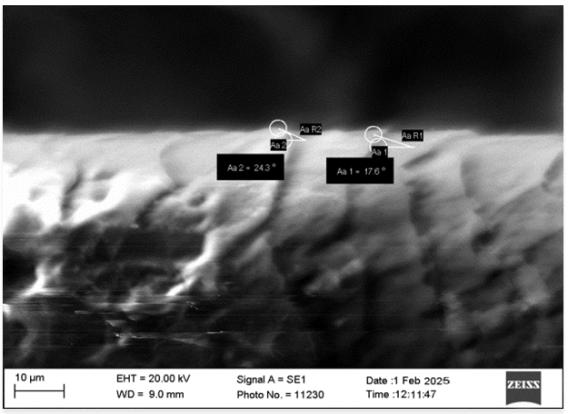 Aa R2
Aa R1
Aa 2
Aa 1
Aa 2 = 24.3 °
Aa 1 = 17.6 °
10 µm
EHT = 20.00 kV
Signal A = SE1
Date :1 Feb 2025
ZEISS
WD = 9.0 mm
Photo No. = 11230
Time :12:11:47